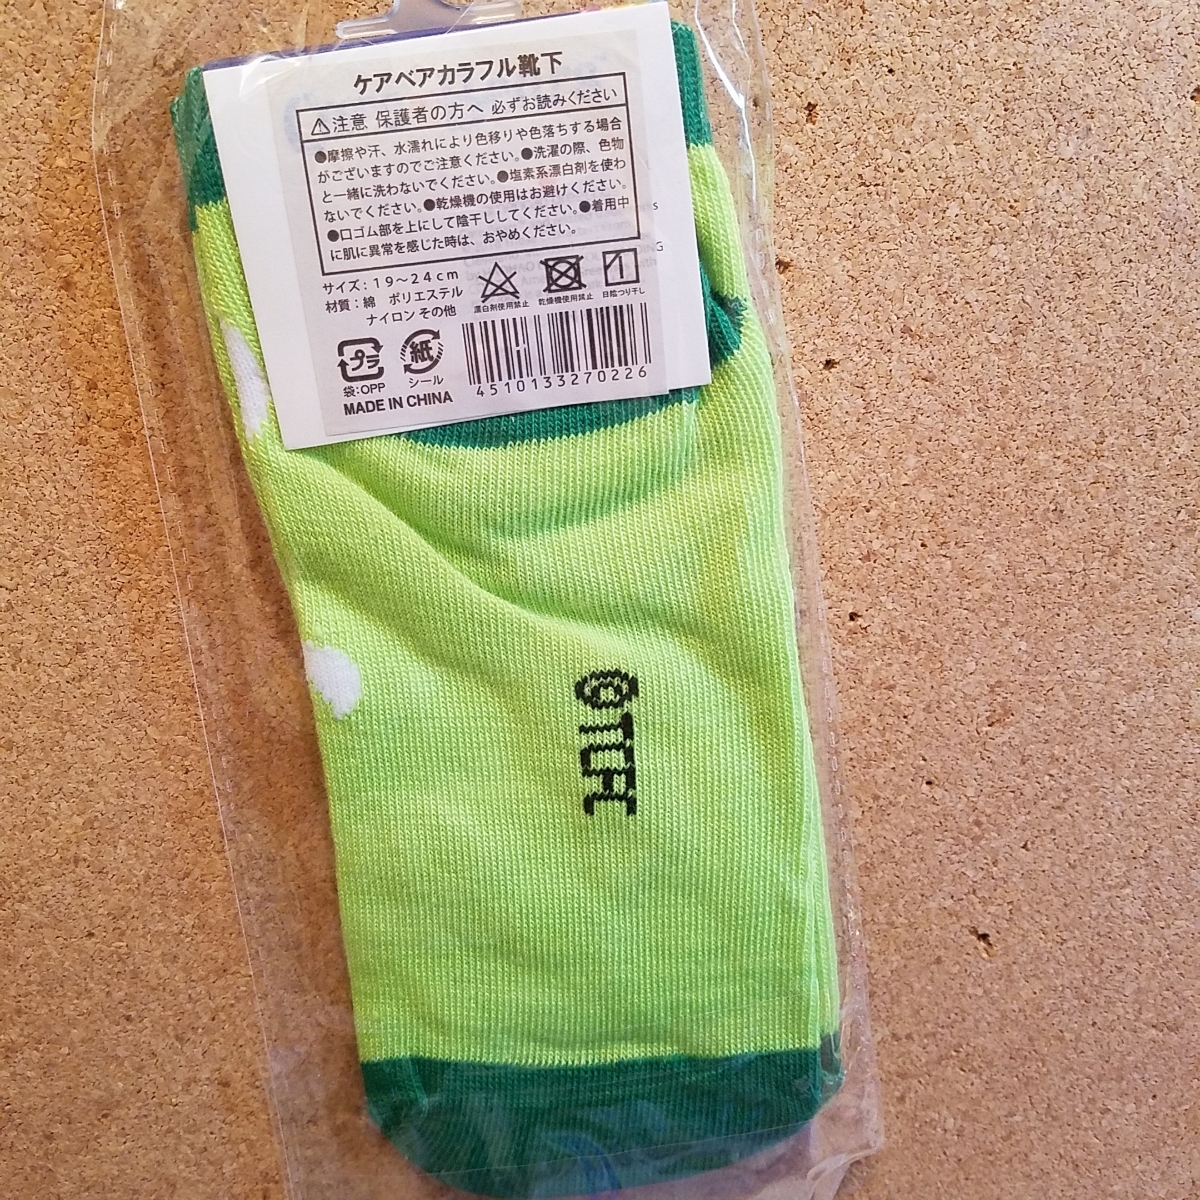 ケアベアカラフル靴下
⚠注意 保護者の方へ 必ずお読みください
●摩擦や汗、水濡れにより色移りや色落ちする場合
がございますのでご注意ください。●洗濯の際、色物
と一緒に洗わないでください。●塩素系漂白剤を使わ
ないでください。●乾燥機の使用はお避けください。
●口ゴム部を上にして陰干ししてください。●着用中
に肌に異常を感じた時は、おやめください。
サイズ：19～24cm
材質：綿 ポリエステル
ナイロン その他
漂白剤使用禁止 乾燥機使用禁止 日陰つり干し
プラ 紙
袋:OPP シール
MADE IN CHINA
4510133270226
©TCFC